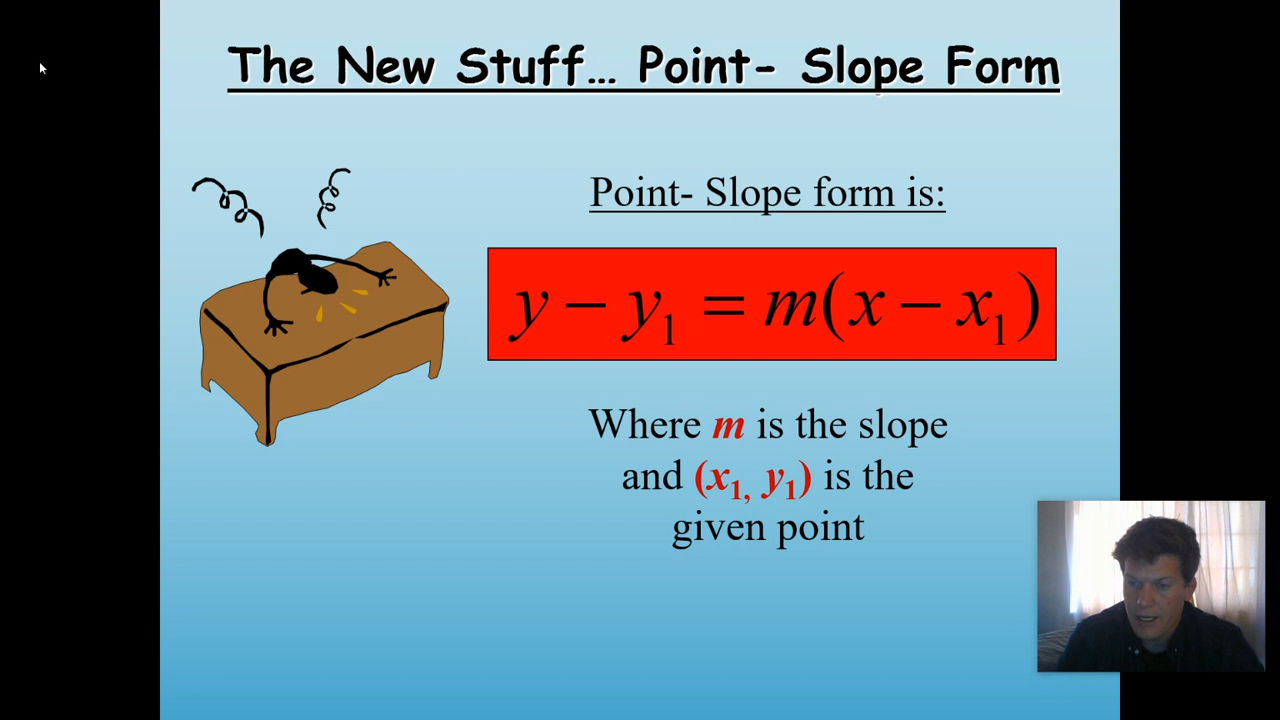 The New Stuff… Point- Slope Form
Point- Slope form is:
y − y₁ = m(x − x₁)
Where m is the slope
and (x₁, y₁) is the
given point